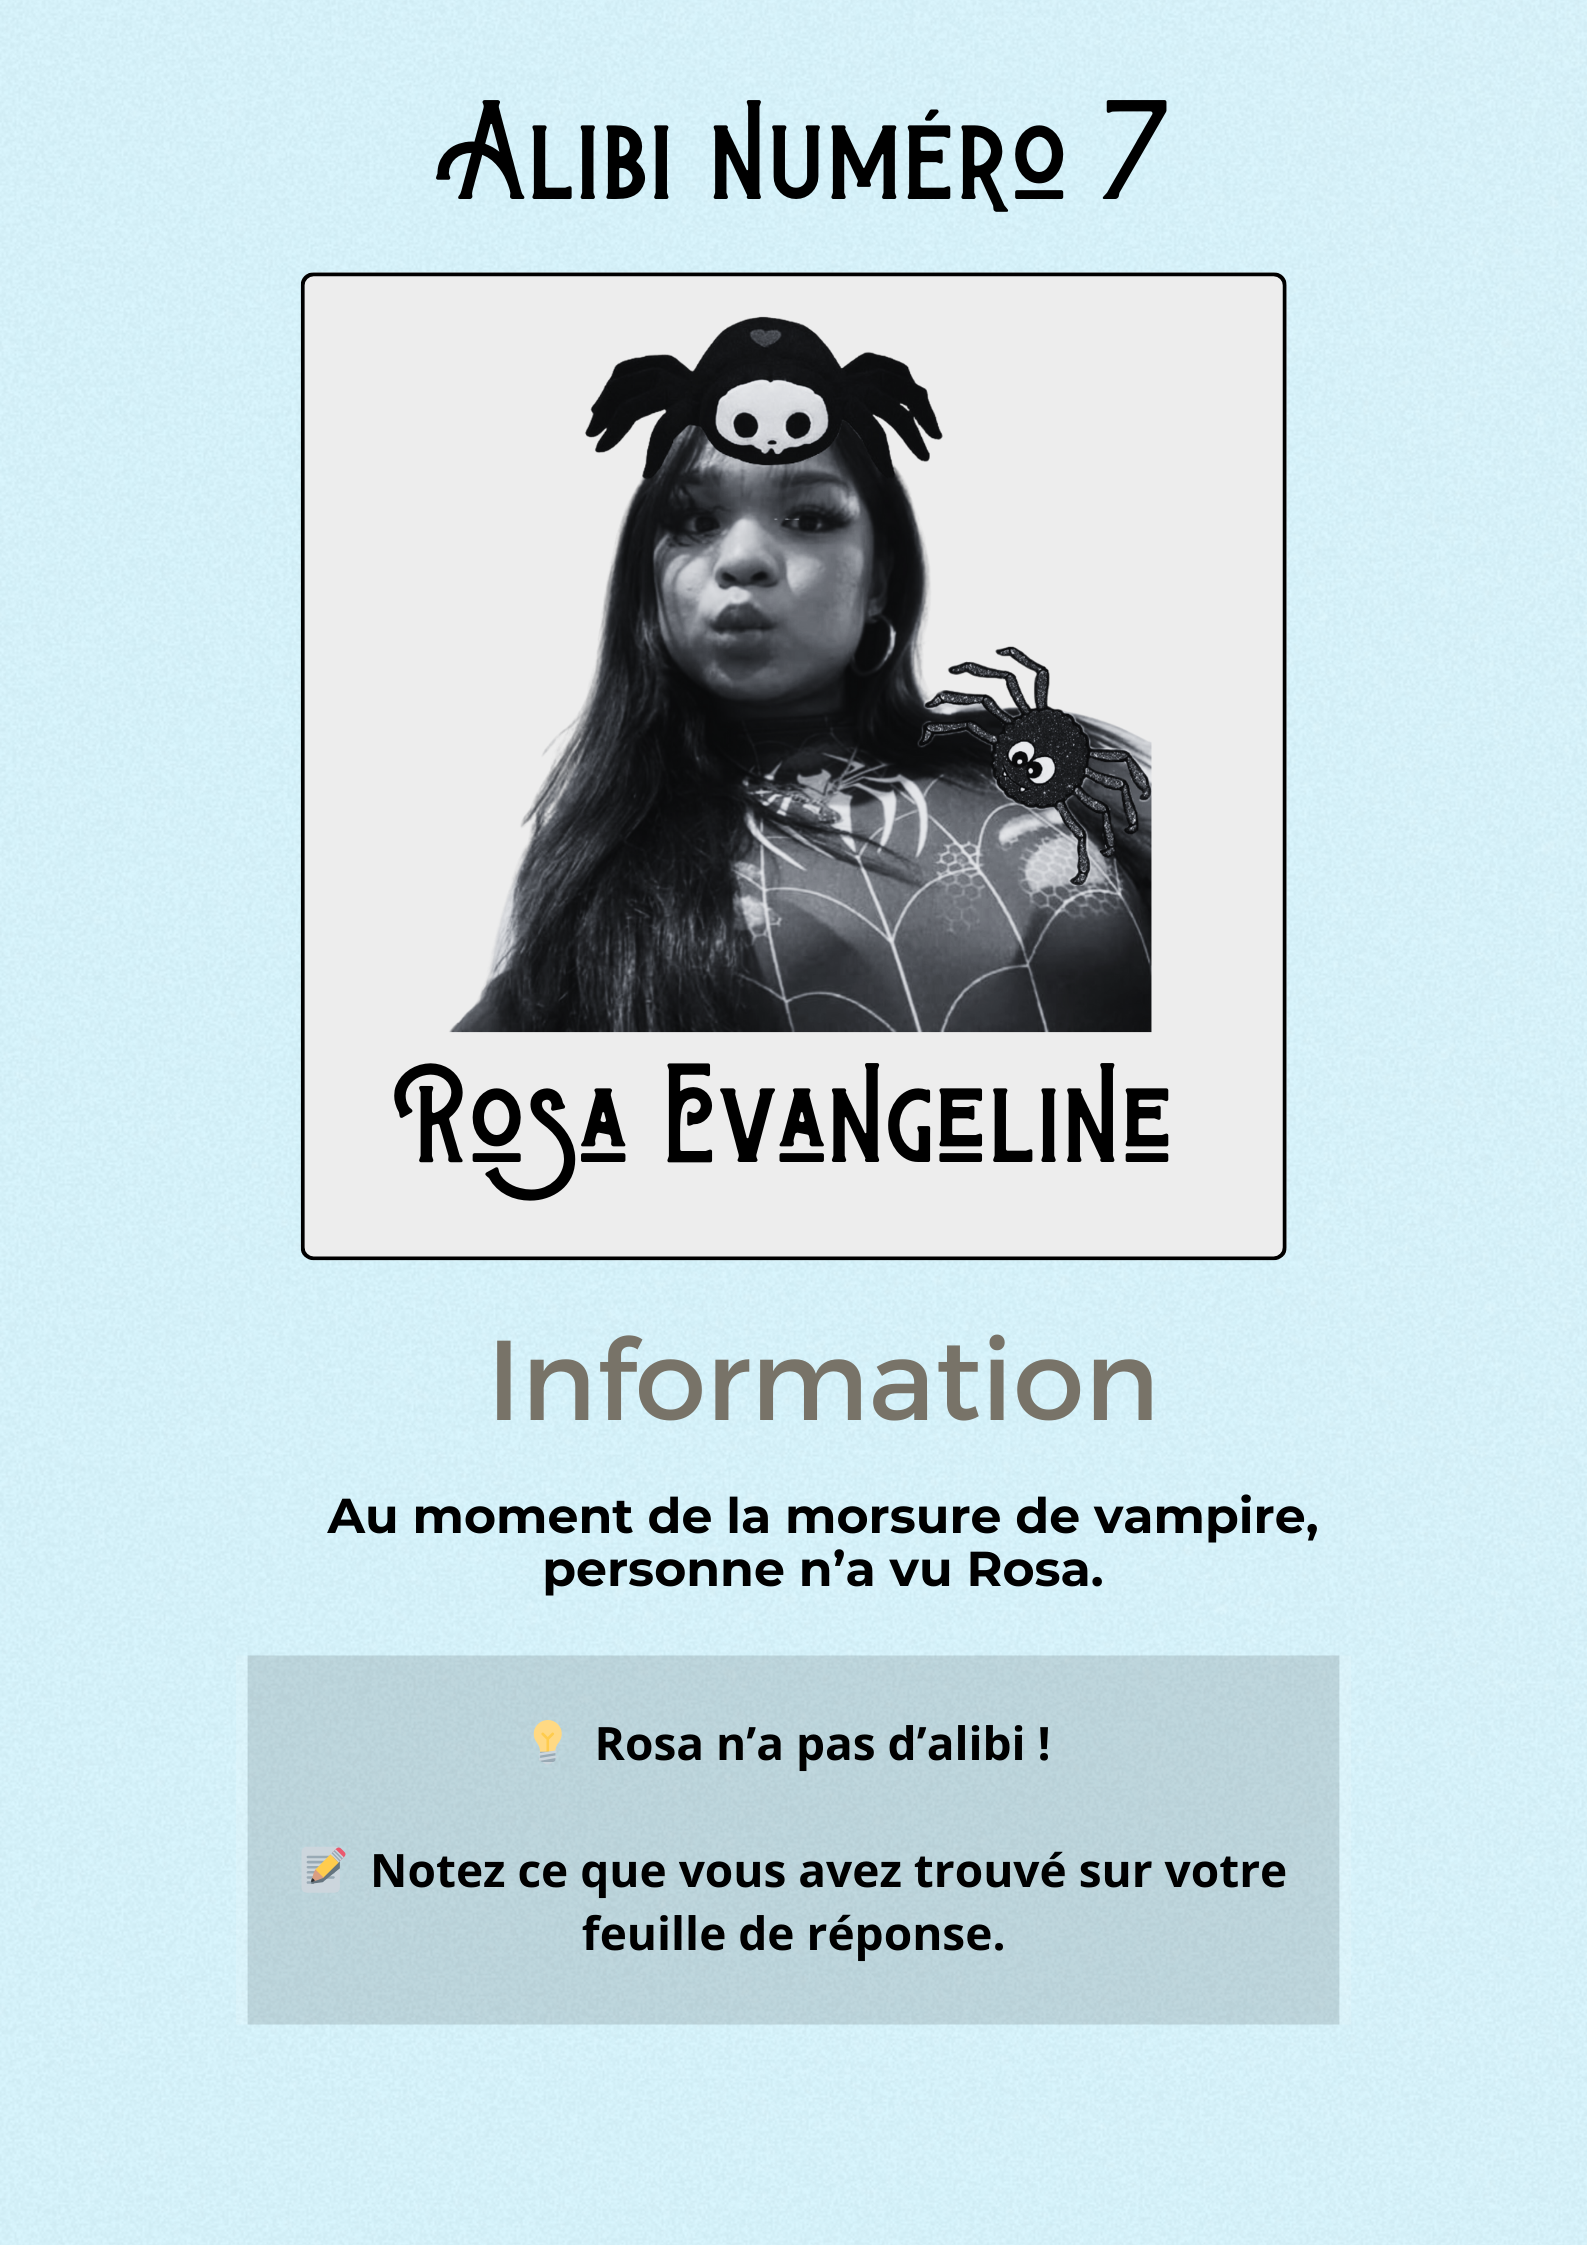 Alibi numéro 7
Rosa Evangeline
Information
Au moment de la morsure de vampire,
personne n’a vu Rosa.
💡 Rosa n’a pas d’alibi !
📝 Notez ce que vous avez trouvé sur votre
feuille de réponse.